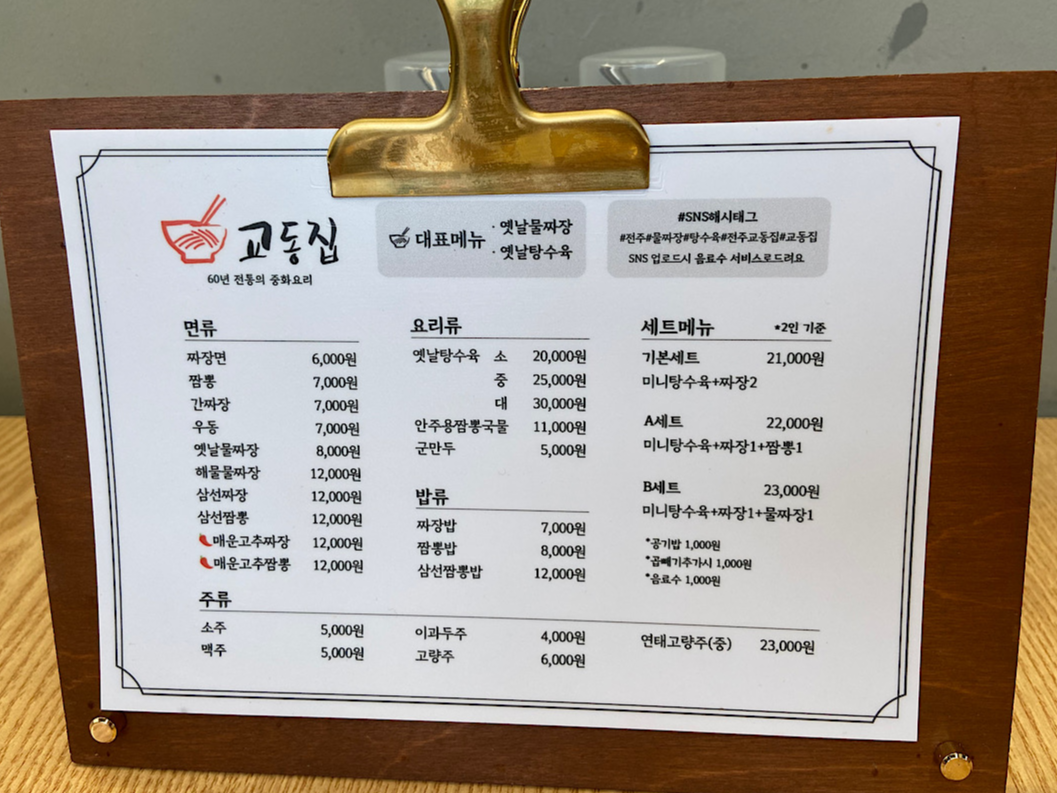 교동집
60년 전통의 중화요리
대표메뉴
· 옛날물짜장
· 옛날탕수육
#SNS해시태그
#전주#물짜장#탕수육#전주교동집#교동집
SNS 업로드시 음료수 서비스로드려요
면류
짜장면 6,000원
짬뽕 7,000원
간짜장 7,000원
우동 7,000원
옛날물짜장 8,000원
해물물짜장 12,000원
삼선짜장 12,000원
삼선짬뽕 12,000원
매운고추짜장 12,000원
매운고추짬뽕 12,000원
요리류
옛날탕수육 소 20,000원
중 25,000원
대 30,000원
안주용짬뽕국물 11,000원
군만두 5,000원
밥류
짜장밥 7,000원
짬뽕밥 8,000원
삼선짬뽕밥 12,000원
세트메뉴 *2인 기준
기본세트 21,000원
미니탕수육+짜장2
A세트 22,000원
미니탕수육+짜장1+짬뽕1
B세트 23,000원
미니탕수육+짜장1+물짜장1
*공기밥 1,000원
*곱빼기추가시 1,000원
*음료수 1,000원
주류
소주 5,000원
맥주 5,000원
이과두주 4,000원
고량주 6,000원
연태고량주(중) 23,000원